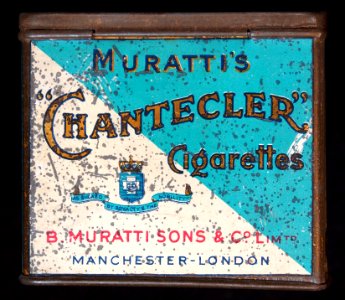 MURATTI'S
"CHANTECLER"
Cigarettes
B. MURATTI·SONS & Cº LIMTD
MANCHESTER-LONDON